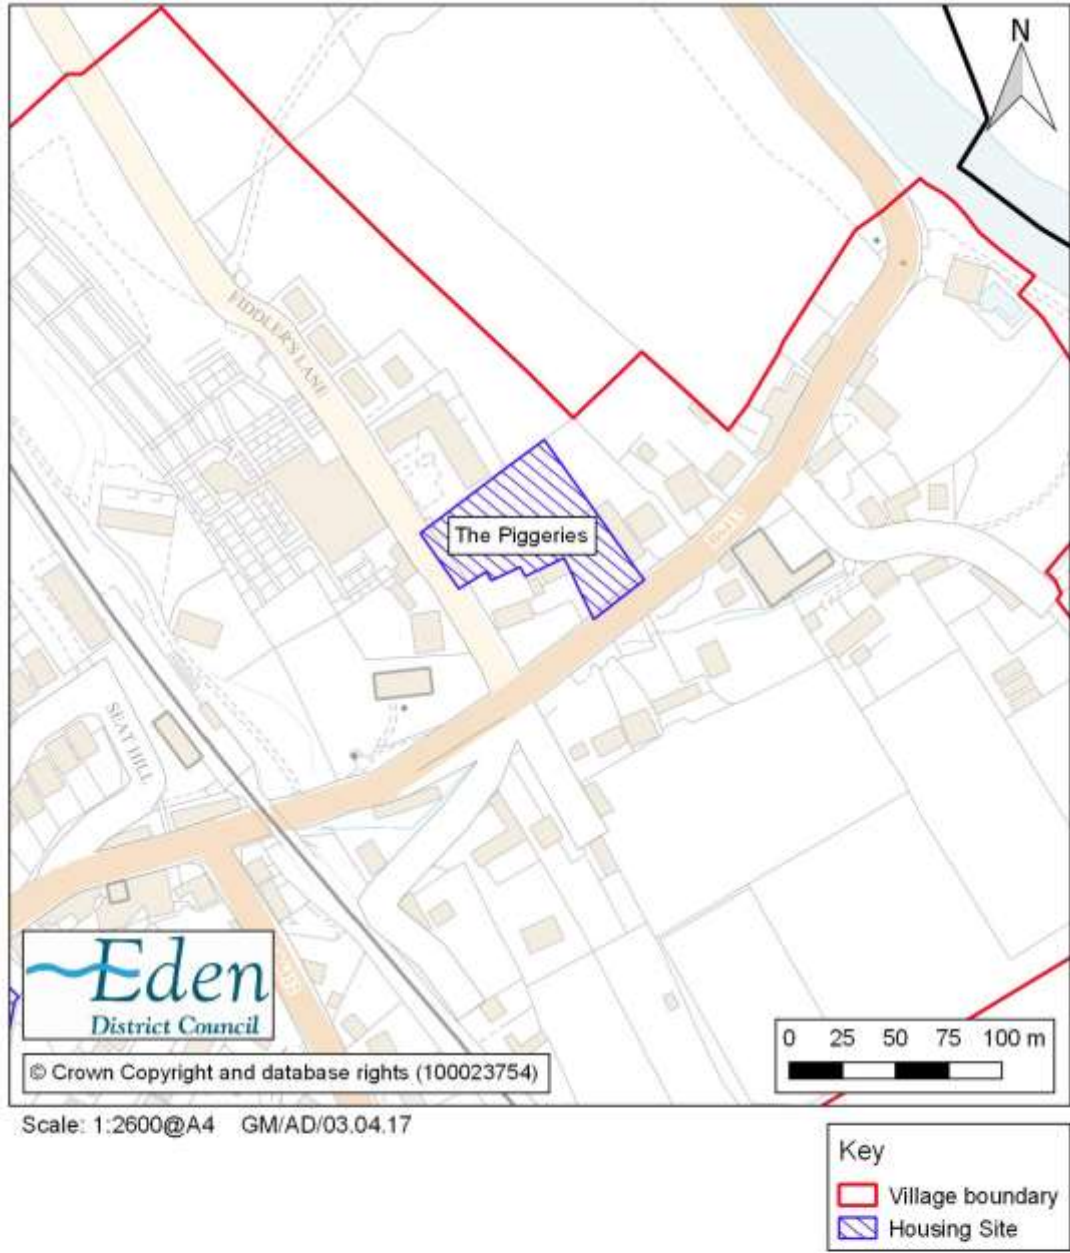 N
FIDDLER'S LANE
The Piggeries
SEAT HILL
Eden
District Council
0 25 50 75 100 m
© Crown Copyright and database rights (100023754)
Scale: 1:2600@A4 GM/AD/03.04.17
Key
Village boundary
Housing Site